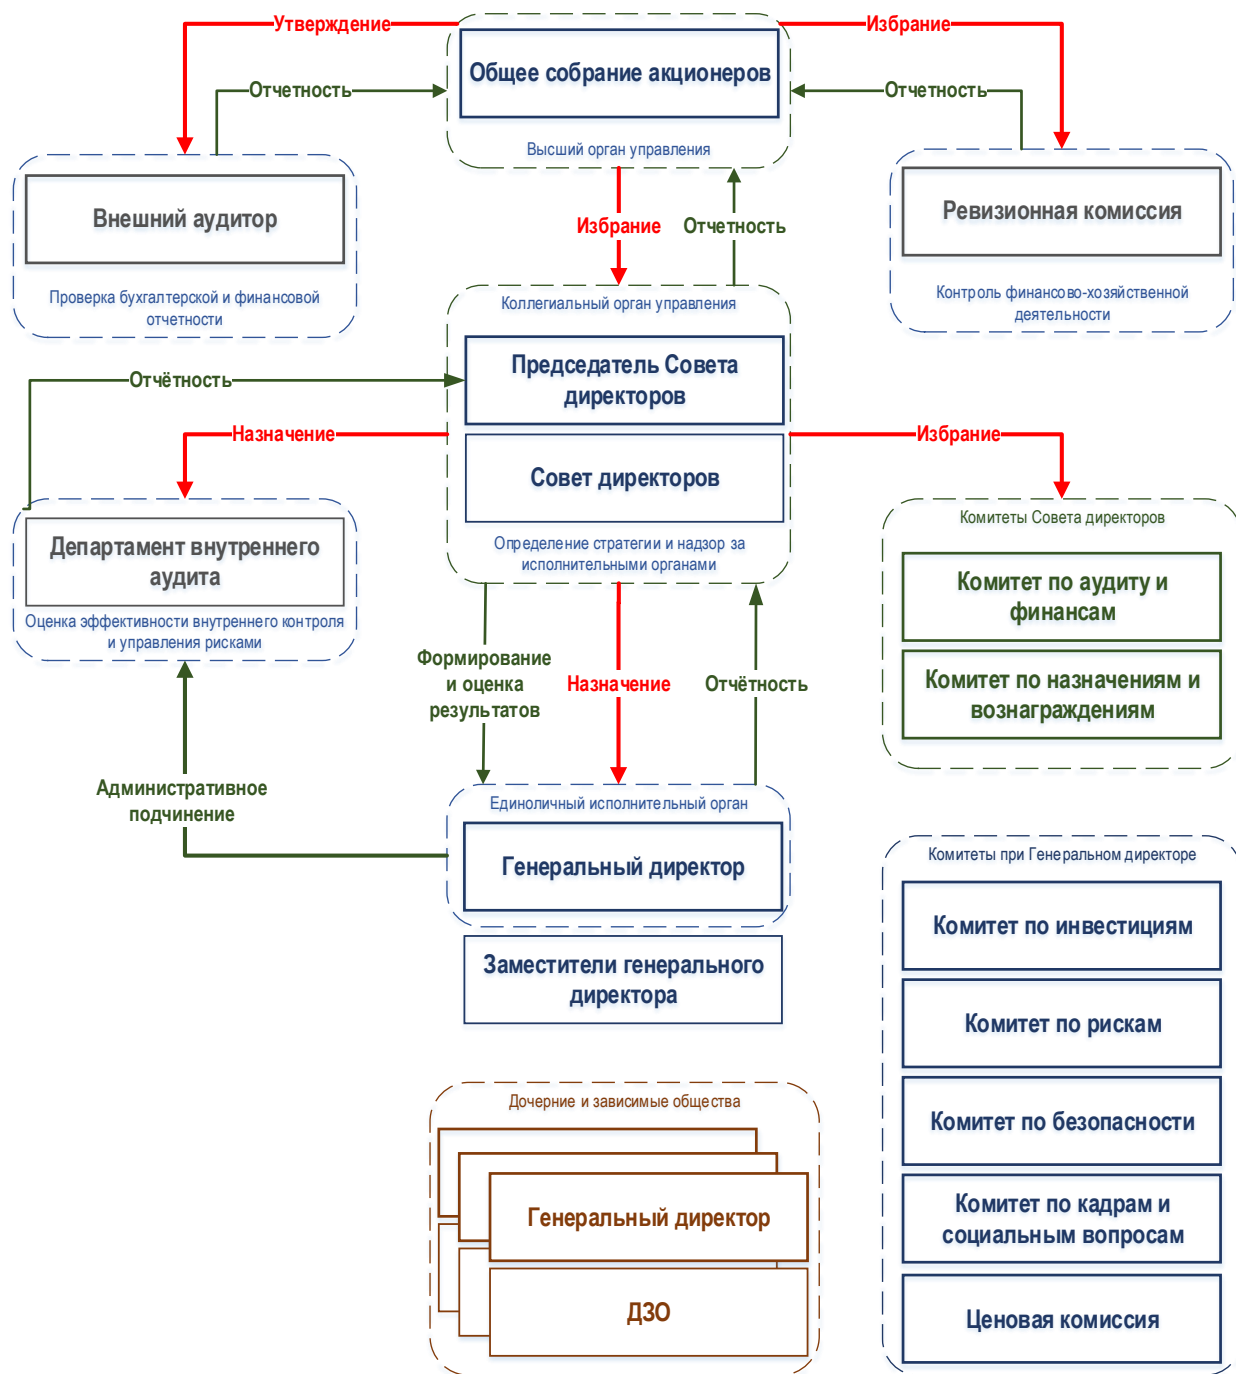 Утверждение
Избрание
Общее собрание акционеров
Отчетность
Отчетность
Высший орган управления
Внешний аудитор
Проверка бухгалтерской и финансовой
отчетности
Ревизионная комиссия
Контроль финансово-хозяйственной
деятельности
Избрание
Отчетность
Коллегиальный орган управления
Председатель Совета
директоров
Совет директоров
Определение стратегии и надзор за
исполнительными органами
Отчётность
Назначение
Избрание
Департамент внутреннего
аудита
Оценка эффективности внутреннего контроля
и управления рисками
Комитеты Совета директоров
Комитет по аудиту и
финансам
Комитет по назначениям и
вознаграждениям
Формирование
и оценка
результатов
Назначение
Отчётность
Административное
подчинение
Единоличный исполнительный орган
Генеральный директор
Заместители генерального
директора
Комитеты при Генеральном директоре
Комитет по инвестициям
Комитет по рискам
Комитет по безопасности
Комитет по кадрам и
социальным вопросам
Ценовая комиссия
Дочерние и зависимые общества
Генеральный директор
ДЗО